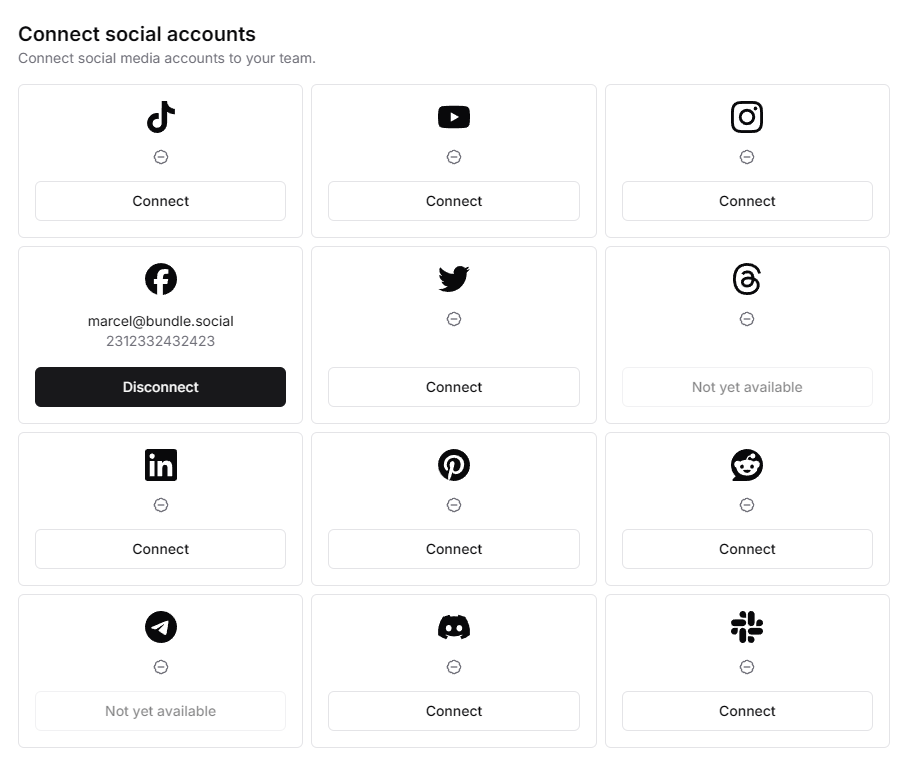 Connect social accounts
Connect social media accounts to your team.
Connect
Connect
Connect
marcel@bundle.social
2312332432423
Disconnect
Connect
Not yet available
in
Connect
Connect
Connect
Not yet available
Connect
Connect